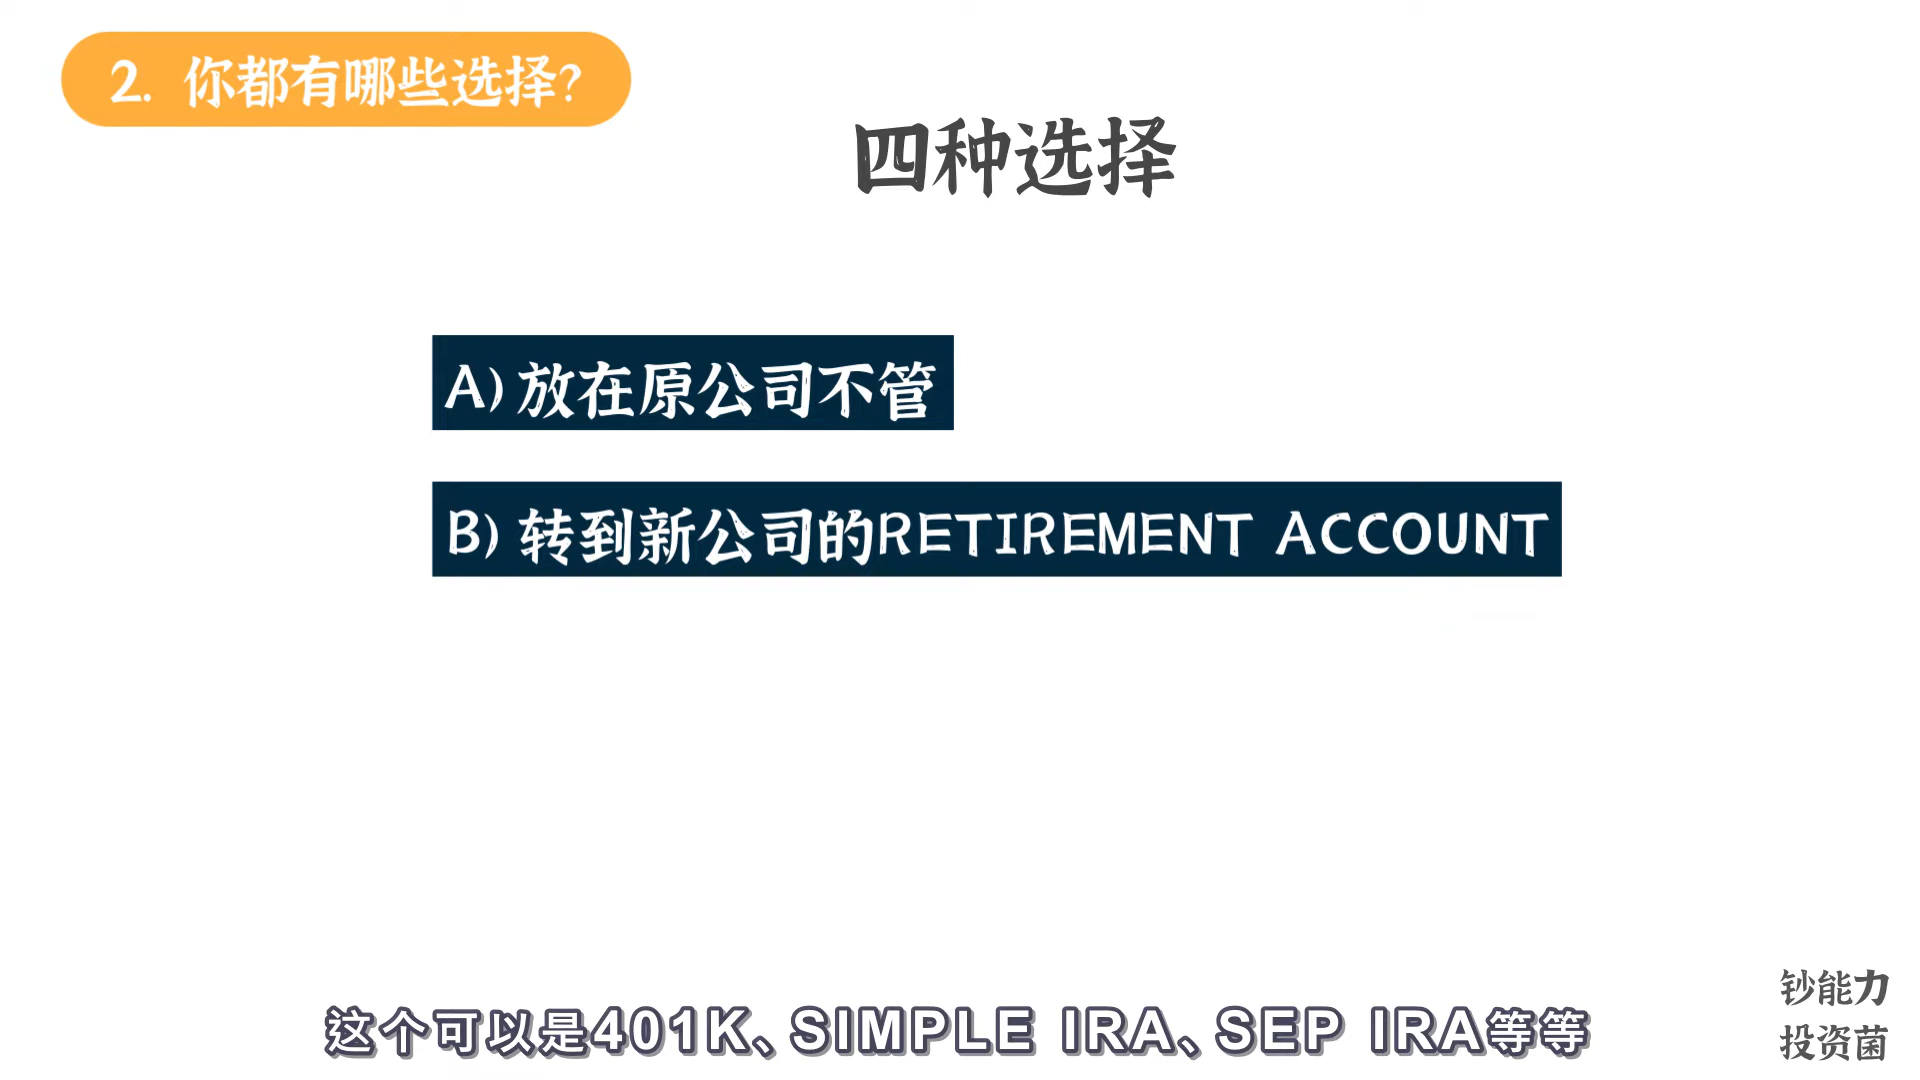 2. 你都有哪些选择?
四种选择
A) 放在原公司不管
B) 转到新公司的RETIREMENT ACCOUNT
这个可以是401K、SIMPLE IRA、SEP IRA等等
钞能力
投资菌